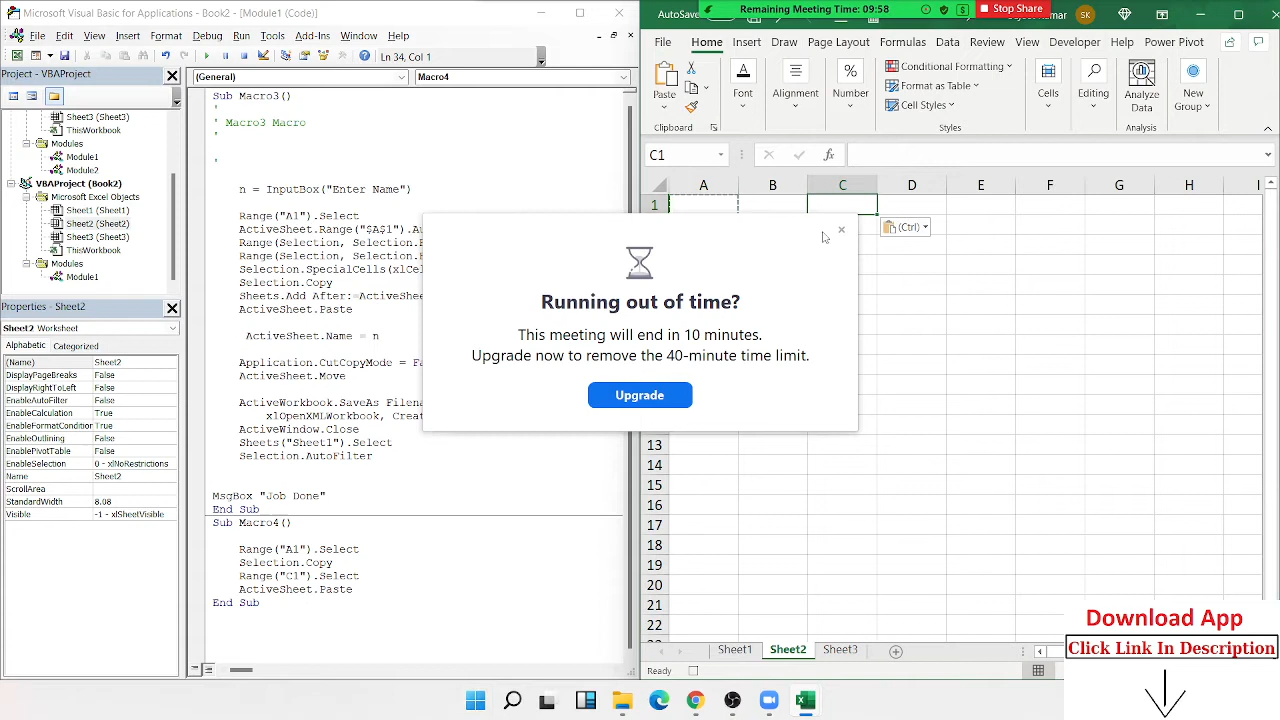 Microsoft Visual Basic for Applications - Book2 - [Module1 (Code)]
File Edit View Insert Format Debug Run Tools Add-Ins Window Help
Ln 34, Col 1
Project - VBAProject
Sheet3 (Sheet3)
ThisWorkbook
Modules
Module1
Module2
VBAProject (Book2)
Microsoft Excel Objects
Sheet1 (Sheet1)
Sheet2 (Sheet2)
Sheet3 (Sheet3)
ThisWorkbook
Modules
Module1
Properties - Sheet2
Sheet2 Worksheet
Alphabetic Categorized
(Name) Sheet2
DisplayPageBreaks False
DisplayRightToLeft False
EnableAutoFilter False
EnableCalculation True
EnableFormatCondition True
EnableOutlining False
EnablePivotTable False
EnableSelection 0 - xlNoRestrictions
Name Sheet2
ScrollArea
StandardWidth 8.08
Visible -1 - xlSheetVisible
(General) Macro4
Sub Macro3()
'
' Macro3 Macro
'
'
n = InputBox("Enter Name")
Range("A1").Select
ActiveSheet.Range("$A$1").Au
Range(Selection, Selection.E
Range(Selection, Selection.E
Selection.SpecialCells(xlCe
Selection.Copy
Sheets.Add After:=ActiveShee
ActiveSheet.Paste
ActiveSheet.Name = n
Application.CutCopyMode = Fa
ActiveSheet.Move
ActiveWorkbook.SaveAs Filena
xlOpenXMLWorkbook, Creat
ActiveWindow.Close
Sheets("Sheet1").Select
Selection.AutoFilter
MsgBox "Job Done"
End Sub
Sub Macro4()
Range("A1").Select
Selection.Copy
Range("C1").Select
ActiveSheet.Paste
End Sub
AutoSave
Remaining Meeting Time: 09:58
Stop Share
SK
File Home Insert Draw Page Layout Formulas Data Review View Developer Help Power Pivot
Paste
Clipboard
Font
Alignment
%
Number
Conditional Formatting
Format as Table
Cell Styles
Styles
Cells
Editing
Analyze Data
Analysis
New Group
C1
fx
A B C D E F G H I
1
(Ctrl)
Running out of time?
This meeting will end in 10 minutes.
Upgrade now to remove the 40-minute time limit.
Upgrade
13
14
15
16
17
18
19
20
21
22
Sheet1 Sheet2 Sheet3
Ready
Download App
Click Link In Description